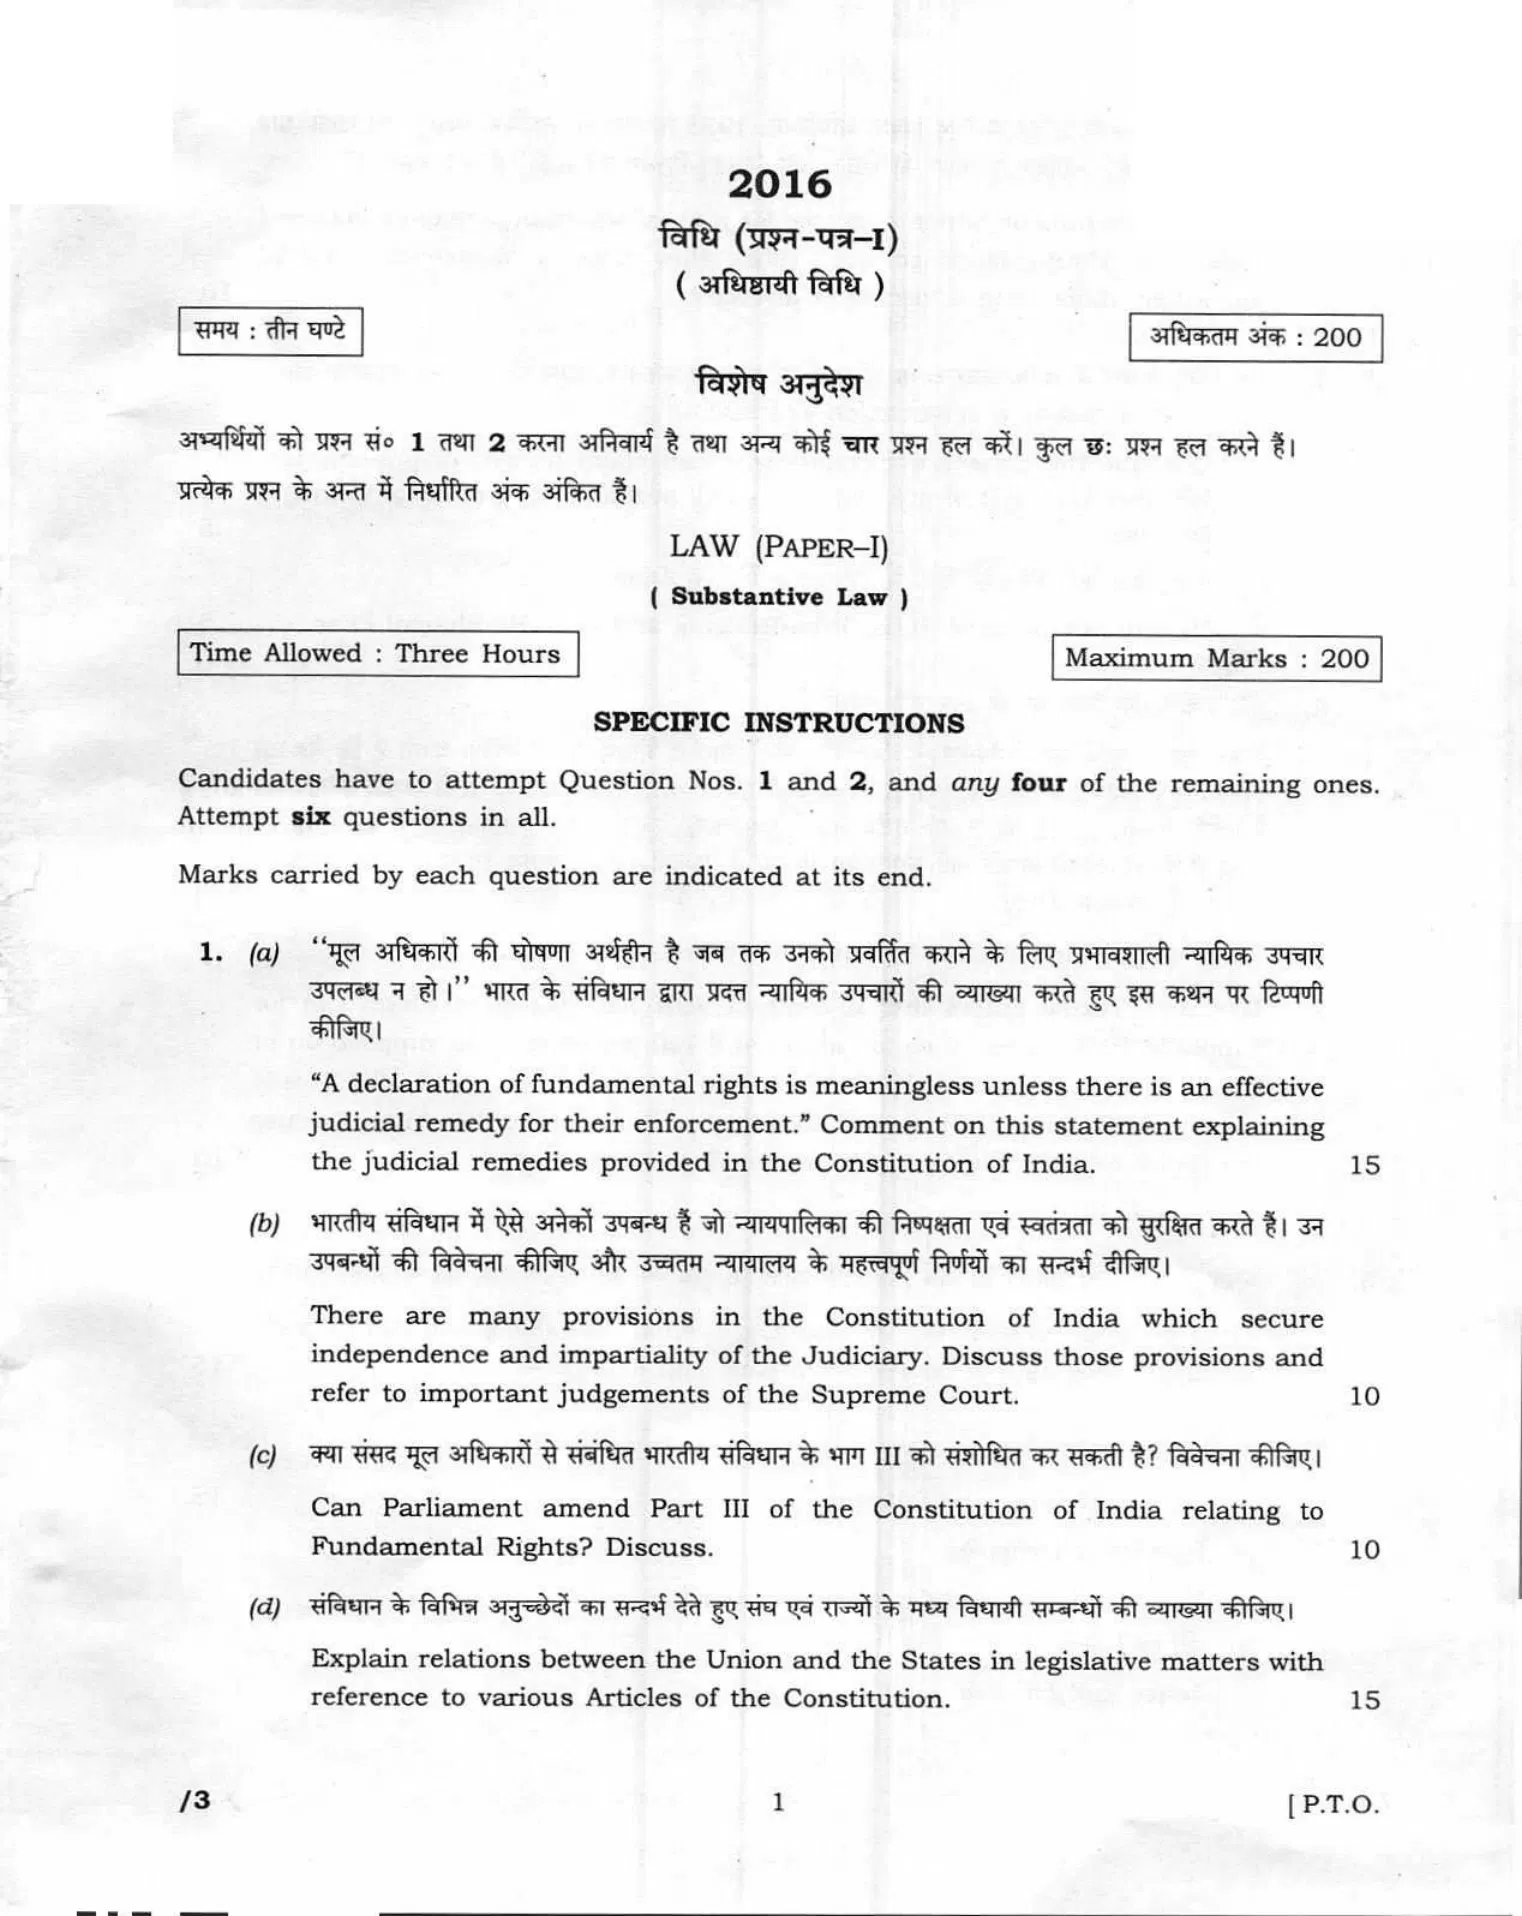 2016
विधि (प्रश्न-पत्र–I)
( अधिष्ठायी विधि )
समय : तीन घण्टे
अधिकतम अंक : 200
विशेष अनुदेश
अभ्यर्थियों को प्रश्न सं० 1 तथा 2 करना अनिवार्य है तथा अन्य कोई चार प्रश्न हल करें। कुल छः प्रश्न हल करने हैं।
प्रत्येक प्रश्न के अन्त में निर्धारित अंक अंकित हैं।
LAW (PAPER–I)
( Substantive Law )
Time Allowed : Three Hours
Maximum Marks : 200
SPECIFIC INSTRUCTIONS
Candidates have to attempt Question Nos. 1 and 2, and any four of the remaining ones.
Attempt six questions in all.
Marks carried by each question are indicated at its end.
1. (a) ‘‘मूल अधिकारों की घोषणा अर्थहीन है जब तक उनको प्रवर्तित कराने के लिए प्रभावशाली न्यायिक उपचार
उपलब्ध न हो।’’ भारत के संविधान द्वारा प्रदत्त न्यायिक उपचारों की व्याख्या करते हुए इस कथन पर टिप्पणी
कीजिए।
“A declaration of fundamental rights is meaningless unless there is an effective
judicial remedy for their enforcement.” Comment on this statement explaining
the judicial remedies provided in the Constitution of India. 15
(b) भारतीय संविधान में ऐसे अनेकों उपबन्ध हैं जो न्यायपालिका की निष्पक्षता एवं स्वतंत्रता को सुरक्षित करते हैं। उन
उपबन्धों की विवेचना कीजिए और उच्चतम न्यायालय के महत्त्वपूर्ण निर्णयों का सन्दर्भ दीजिए।
There are many provisions in the Constitution of India which secure
independence and impartiality of the Judiciary. Discuss those provisions and
refer to important judgements of the Supreme Court. 10
(c) क्या संसद मूल अधिकारों से संबंधित भारतीय संविधान के भाग III को संशोधित कर सकती है? विवेचना कीजिए।
Can Parliament amend Part III of the Constitution of India relating to
Fundamental Rights? Discuss. 10
(d) संविधान के विभिन्न अनुच्छेदों का सन्दर्भ देते हुए संघ एवं राज्यों के मध्य विधायी सम्बन्धों की व्याख्या कीजिए।
Explain relations between the Union and the States in legislative matters with
reference to various Articles of the Constitution. 15
/3 1 [ P.T.O.